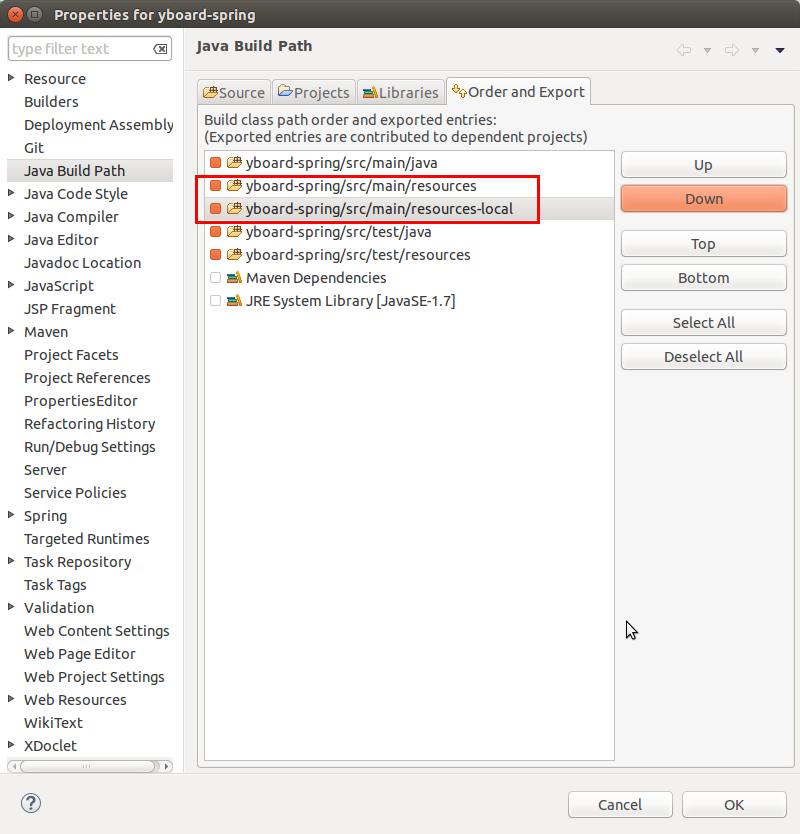 Properties for yboard-spring
type filter text
Resource
Builders
Deployment Assembly
Git
Java Build Path
Java Code Style
Java Compiler
Java Editor
Javadoc Location
JavaScript
JSP Fragment
Maven
Project Facets
Project References
PropertiesEditor
Refactoring History
Run/Debug Settings
Server
Service Policies
Spring
Targeted Runtimes
Task Repository
Task Tags
Validation
Web Content Settings
Web Page Editor
Web Project Settings
Web Resources
WikiText
XDoclet
Java Build Path
Source Projects Libraries Order and Export
Build class path order and exported entries:
(Exported entries are contributed to dependent projects)
yboard-spring/src/main/java
yboard-spring/src/main/resources
yboard-spring/src/main/resources-local
yboard-spring/src/test/java
yboard-spring/src/test/resources
Maven Dependencies
JRE System Library [JavaSE-1.7]
Up
Down
Top
Bottom
Select All
Deselect All
?
Cancel OK